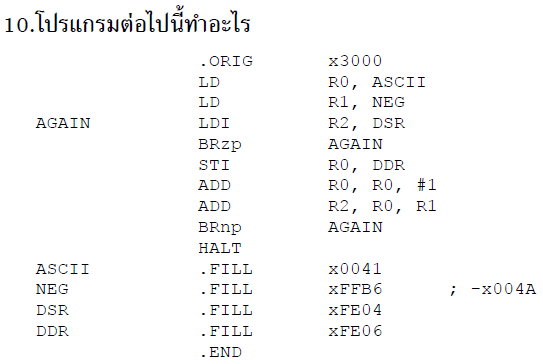 10.โปรแกรมต่อไปนี้ทำอะไร
.ORIG x3000
LD R0, ASCII
LD R1, NEG
AGAIN LDI R2, DSR
BRzp AGAIN
STI R0, DDR
ADD R0, R0, #1
ADD R2, R0, R1
BRnp AGAIN
HALT
ASCII .FILL x0041
NEG .FILL xFFB6 ; -x004A
DSR .FILL xFE04
DDR .FILL xFE06
.END